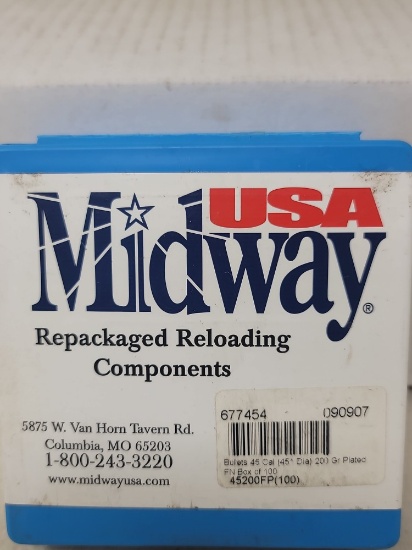 Midway USA®
Repackaged Reloading
Components
5875 W. Van Horn Tavern Rd.
Columbia, MO 65203
1-800-243-3220
www.midwayusa.com
677454 090907
Bullets 45 Cal (451 Dia) 200 Gr Plated
FN Box of 100
45200FP(100)